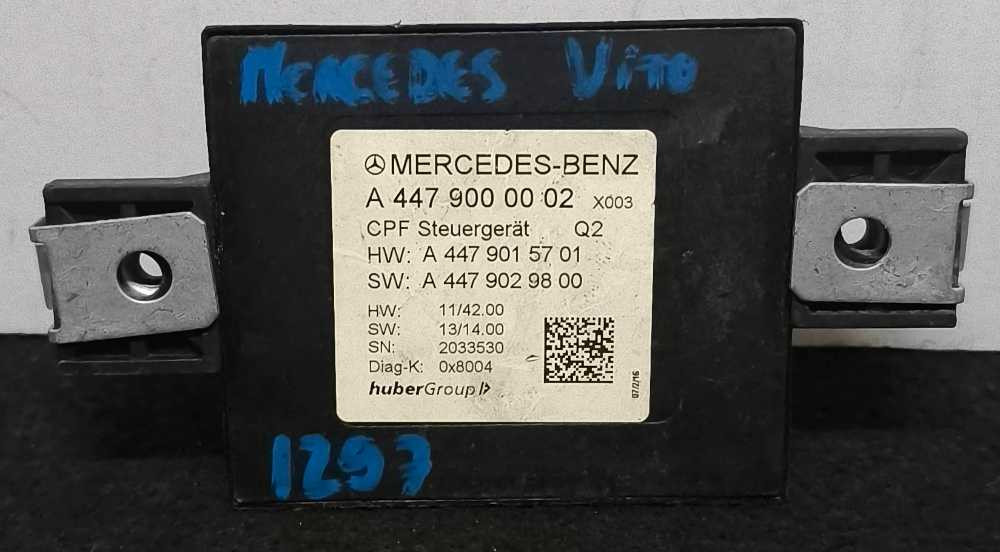 MERCEDES VITO
MERCEDES-BENZ
A 447 900 00 02 X003
CPF Steuergerät Q2
HW: A 447 901 57 01
SW: A 447 902 98 00
HW: 11/42.00
SW: 13/14.00
SN: 2033530
Diag-K: 0x8004
huberGroup
07/2/16
1297